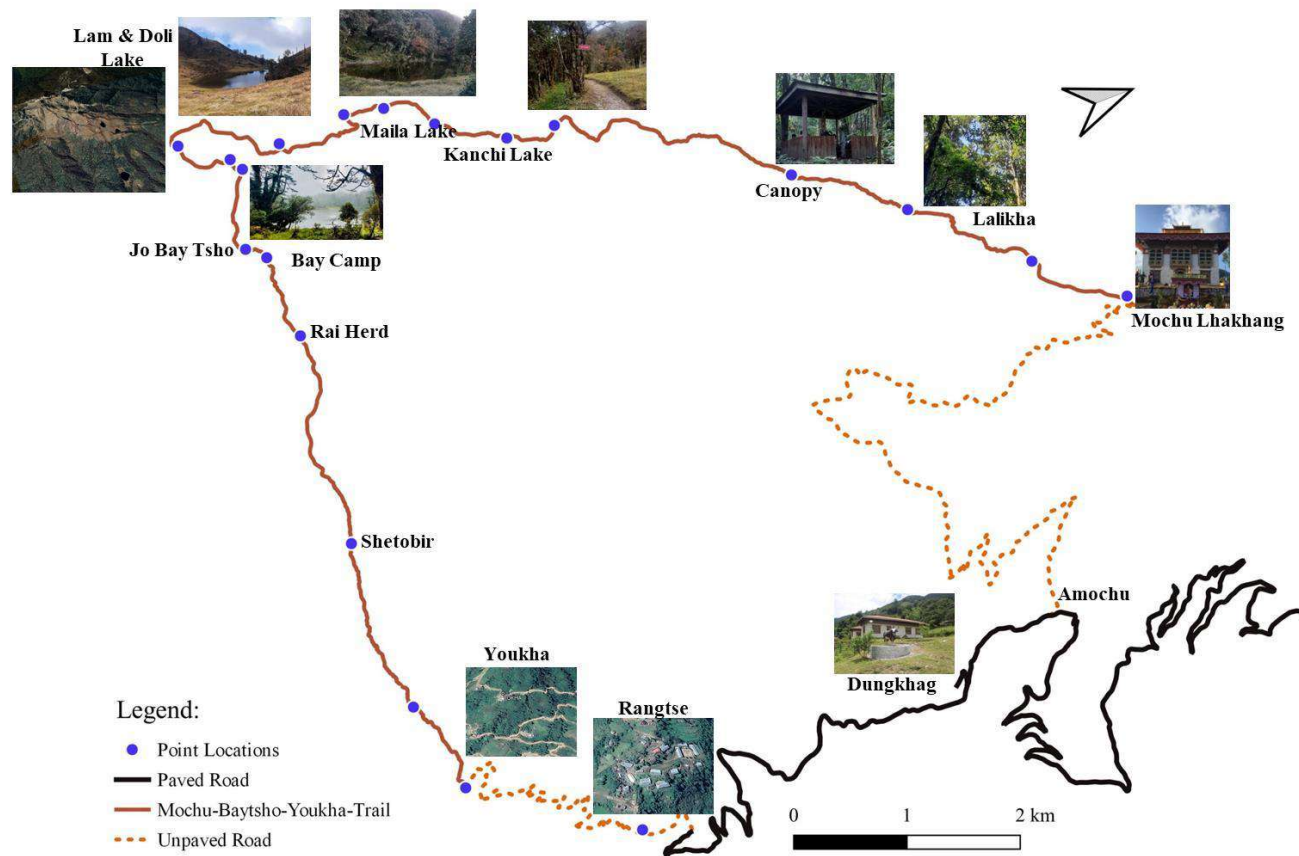 Lam & Doli
Lake
Maila Lake
Kanchi Lake
Canopy
Lalikha
Mochu Lhakhang
Jo Bay Tsho
Bay Camp
Rai Herd
Shetobir
Amochu
Youkha
Dungkhag
Rangtse
Legend:
Point Locations
Paved Road
Mochu-Baytsho-Youkha-Trail
Unpaved Road
0 1 2 km